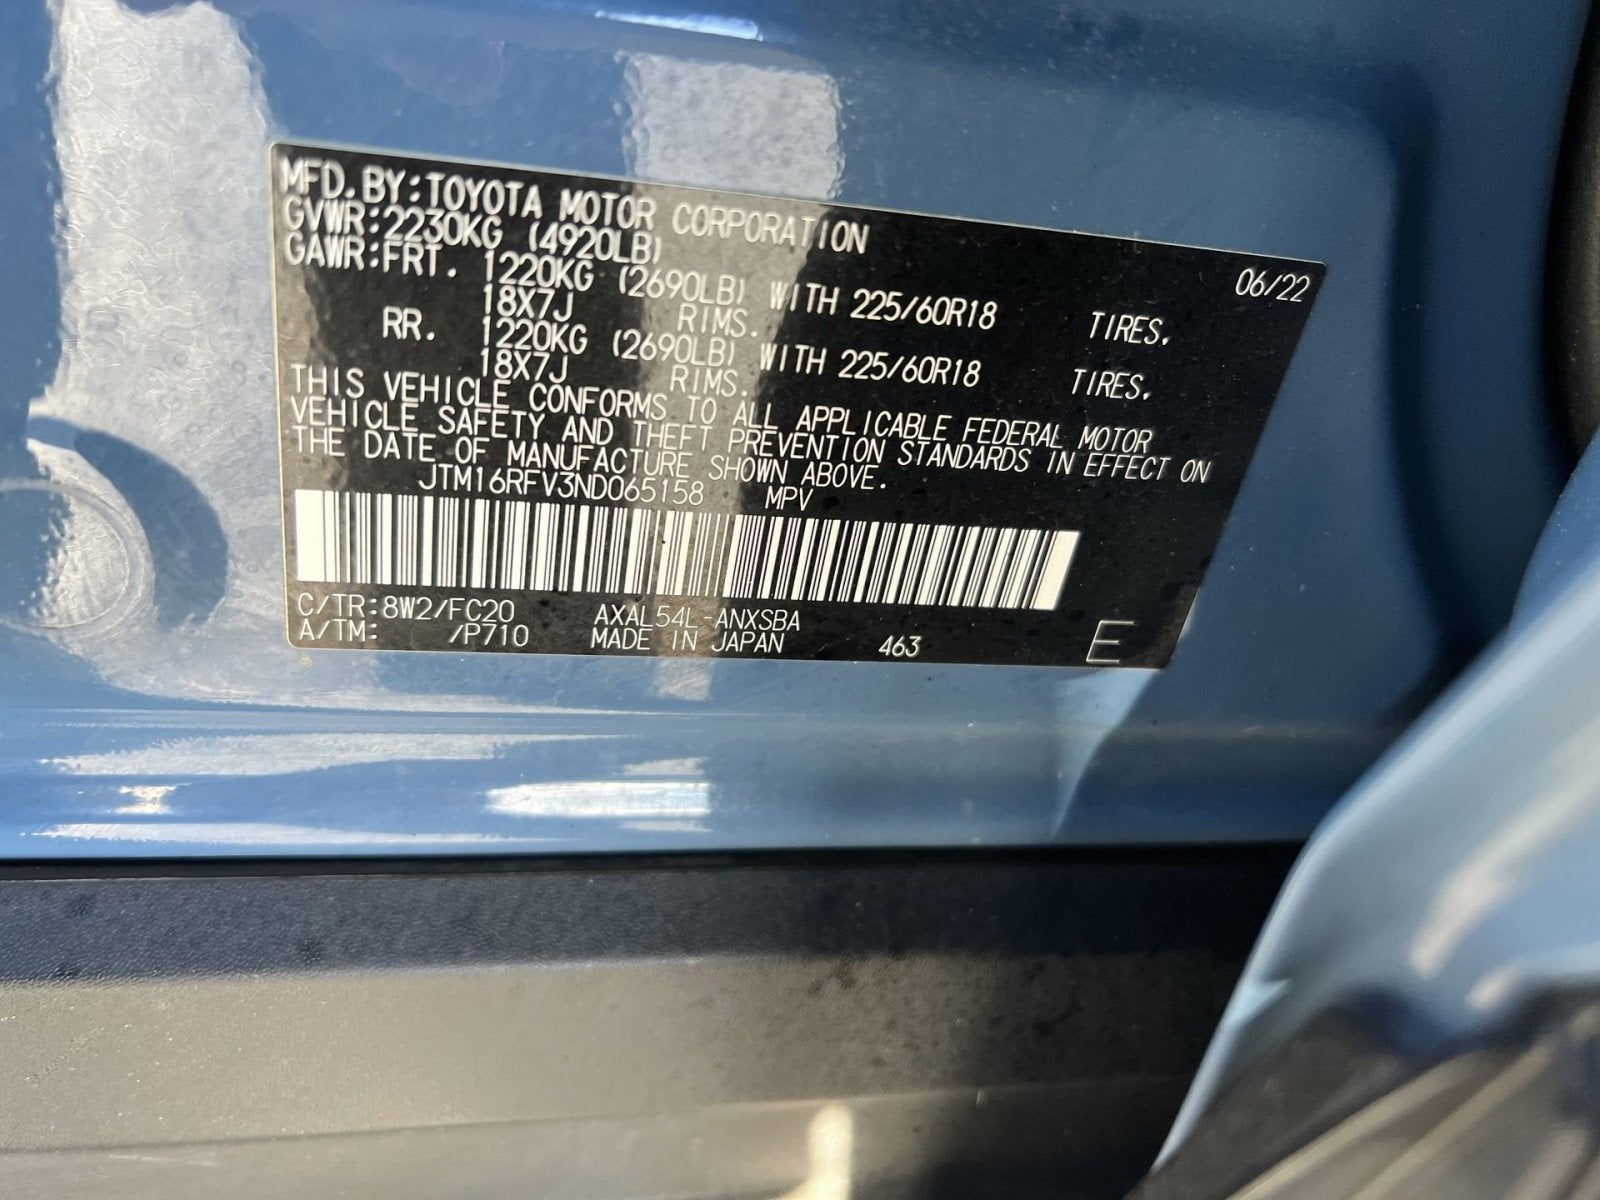 MFD.BY:TOYOTA MOTOR CORPORATION 06/22
GVWR:2230KG (4920LB)
GAWR:FRT. 1220KG (2690LB) WITH 225/60R18 TIRES.
18X7J RIMS.
RR. 1220KG (2690LB) WITH 225/60R18 TIRES.
18X7J RIMS.
THIS VEHICLE CONFORMS TO ALL APPLICABLE FEDERAL MOTOR
VEHICLE SAFETY AND THEFT PREVENTION STANDARDS IN EFFECT ON
THE DATE OF MANUFACTURE SHOWN ABOVE.
JTM16RFV3ND065158 MPV
C/TR:8W2/FC20 AXAL54L-ANXSBA
A/TM: /P710 MADE IN JAPAN 463 E